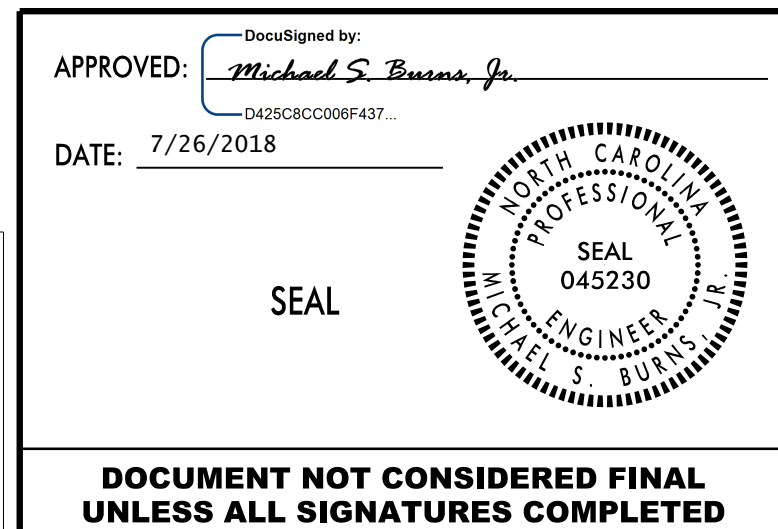 DocuSigned by:
APPROVED: Michael S. Burns, Jr.
D425C8CC006F437...
DATE: 7/26/2018
SEAL
NORTH CAROLINA
PROFESSIONAL
SEAL
045230
ENGINEER
MICHAEL S. BURNS, JR.
DOCUMENT NOT CONSIDERED FINAL
UNLESS ALL SIGNATURES COMPLETED